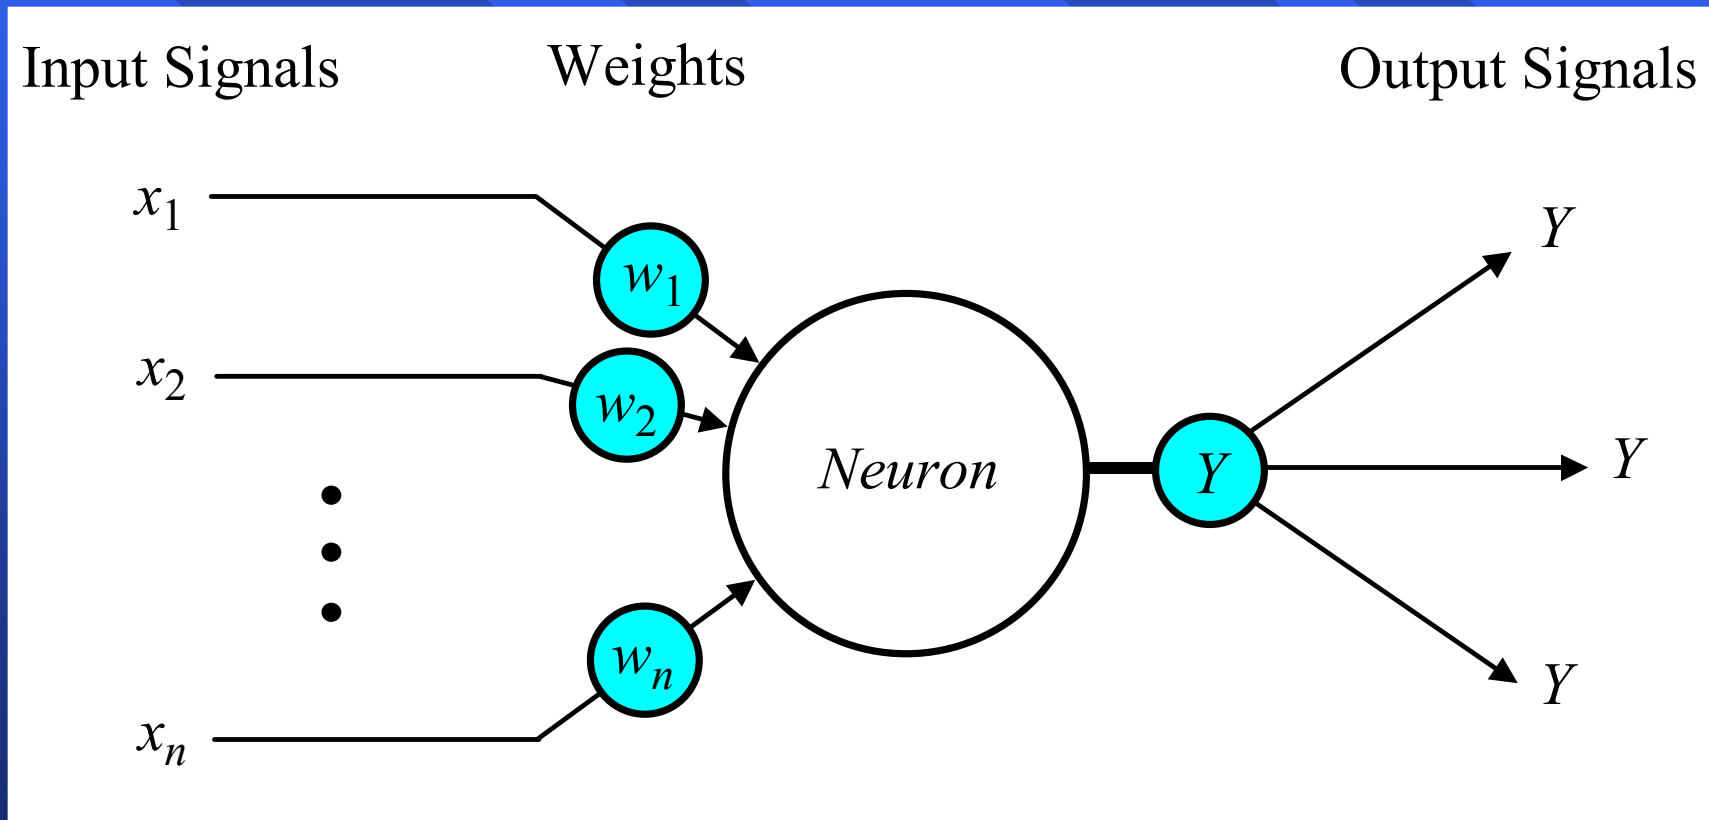 Input Signals Weights Output Signals
x₁
w₁
Y
x₂
w₂
Neuron
Y
Y
wₙ
Y
xₙ